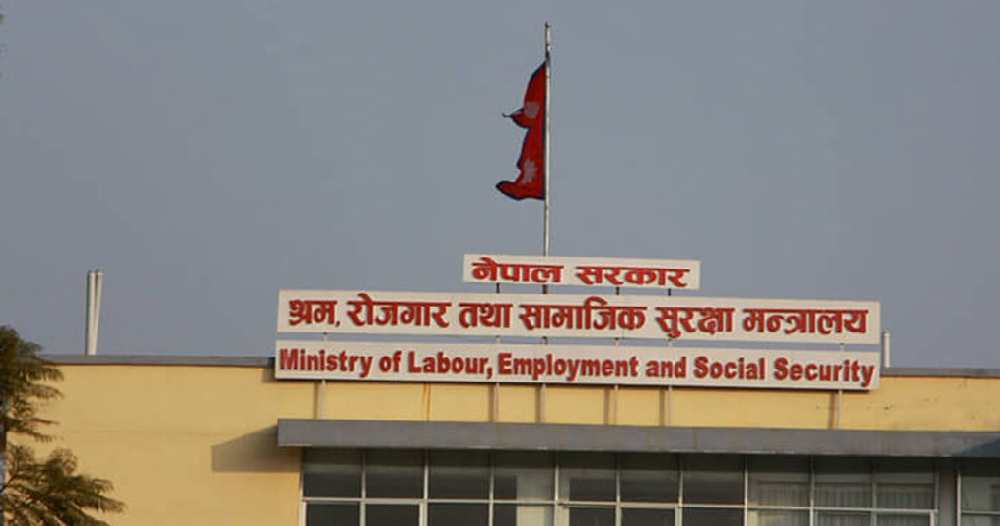 नेपाल सरकार
श्रम, रोजगार तथा सामाजिक सुरक्षा मन्त्रालय
Ministry of Labour, Employment and Social Security